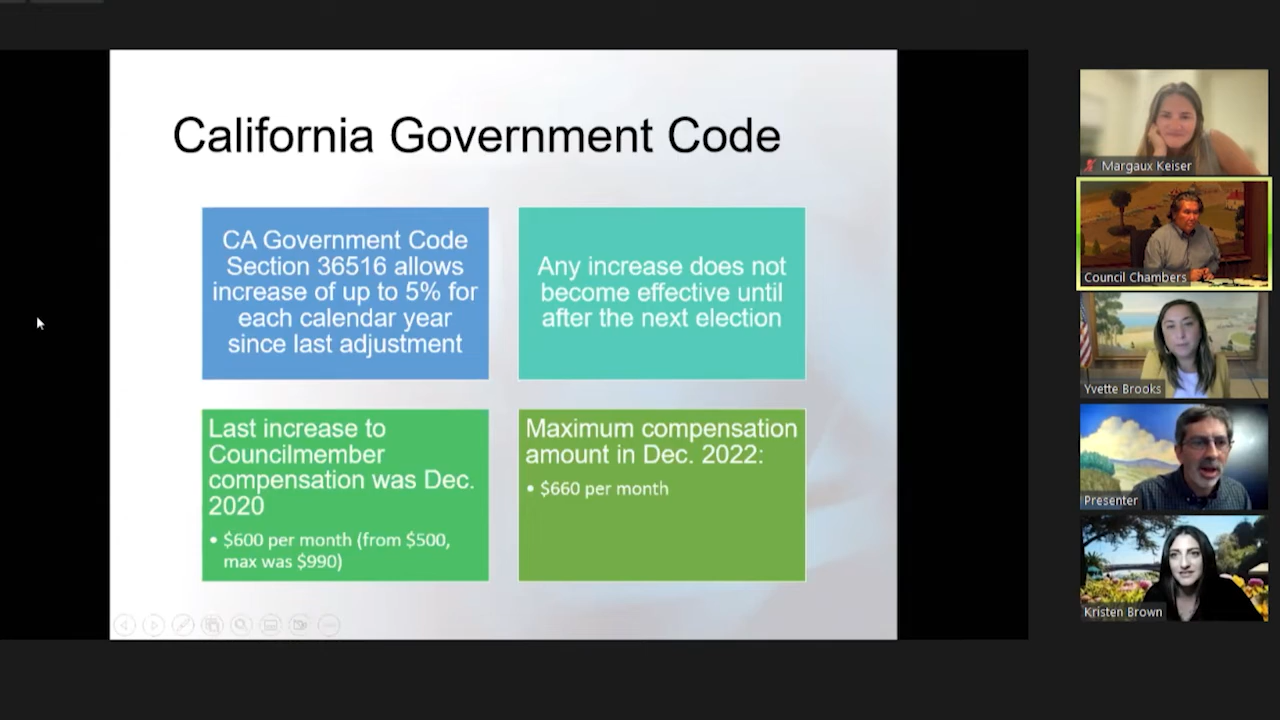 California Government Code
CA Government Code
Section 36516 allows
increase of up to 5% for
each calendar year
since last adjustment
Any increase does not
become effective until
after the next election
Last increase to
Councilmember
compensation was Dec.
2020
• $600 per month (from $500,
max was $990)
Maximum compensation
amount in Dec. 2022:
• $660 per month
Margaux Keiser
Council Chambers
Yvette Brooks
Presenter
Kristen Brown